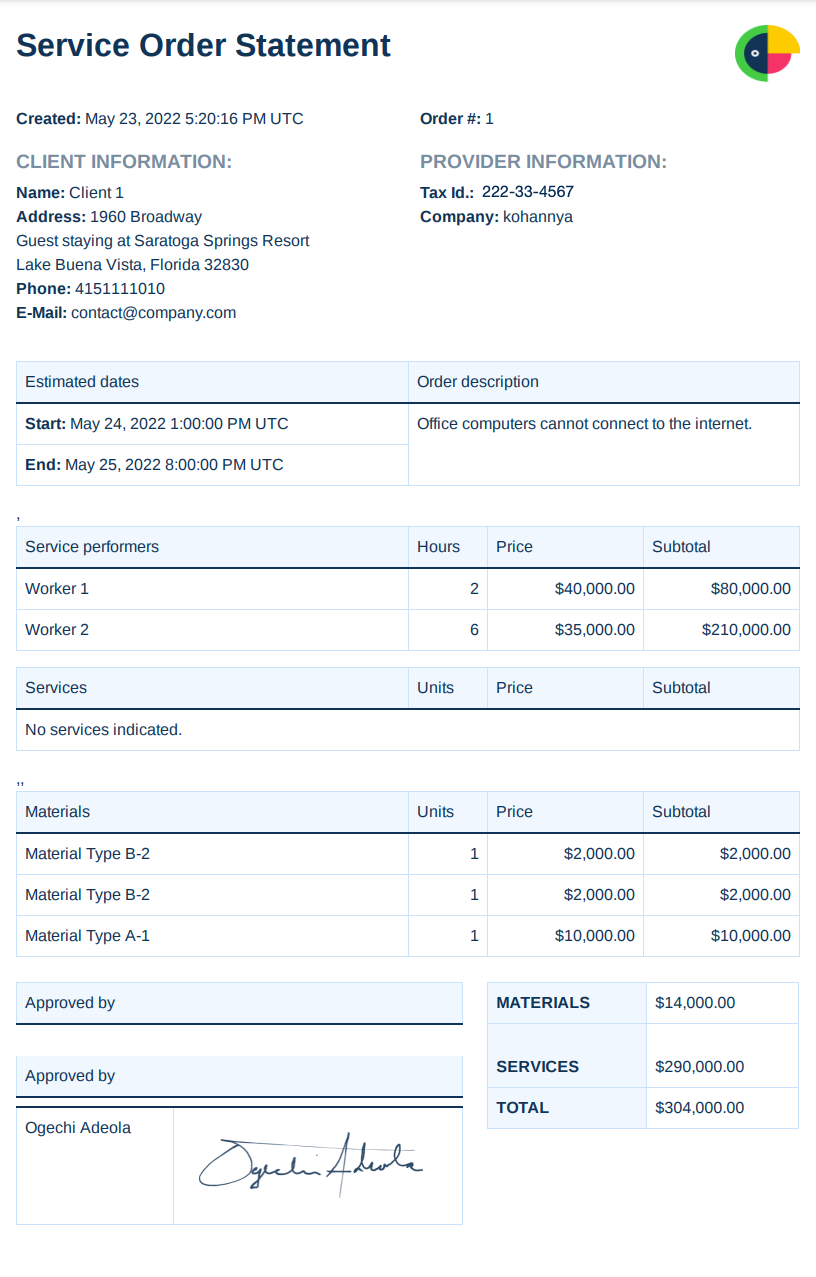 Service Order Statement
Created: May 23, 2022 5:20:16 PM UTC
Order #: 1
CLIENT INFORMATION:
Name: Client 1
Address: 1960 Broadway
Guest staying at Saratoga Springs Resort
Lake Buena Vista, Florida 32830
Phone: 4151111010
E-Mail: contact@company.com
PROVIDER INFORMATION:
Tax Id.: 222-33-4567
Company: kohannya
Estimated dates Order description
Start: May 24, 2022 1:00:00 PM UTC Office computers cannot connect to the internet.
End: May 25, 2022 8:00:00 PM UTC
,
Service performers Hours Price Subtotal
Worker 1 2 $40,000.00 $80,000.00
Worker 2 6 $35,000.00 $210,000.00
Services Units Price Subtotal
No services indicated.
,,
Materials Units Price Subtotal
Material Type B-2 1 $2,000.00 $2,000.00
Material Type B-2 1 $2,000.00 $2,000.00
Material Type A-1 1 $10,000.00 $10,000.00
Approved by
Approved by
Ogechi Adeola Ogechi Adeola
MATERIALS $14,000.00
SERVICES $290,000.00
TOTAL $304,000.00